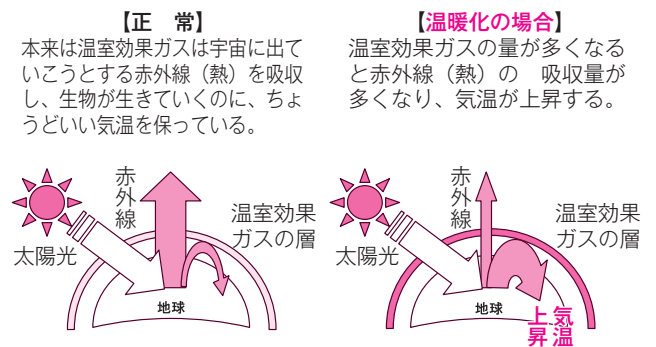 【正　常】
本来は温室効果ガスは宇宙に出て
いこうとする赤外線（熱）を吸収
し、生物が生きていくのに、ちょ
うどいい気温を保っている。
赤外線
太陽光
温室効果
ガスの層
地球
【温暖化の場合】
温室効果ガスの量が多くなる
と赤外線（熱）の　吸収量が
多くなり、気温が上昇する。
赤外線
太陽光
温室効果
ガスの層
地球
気温
上昇